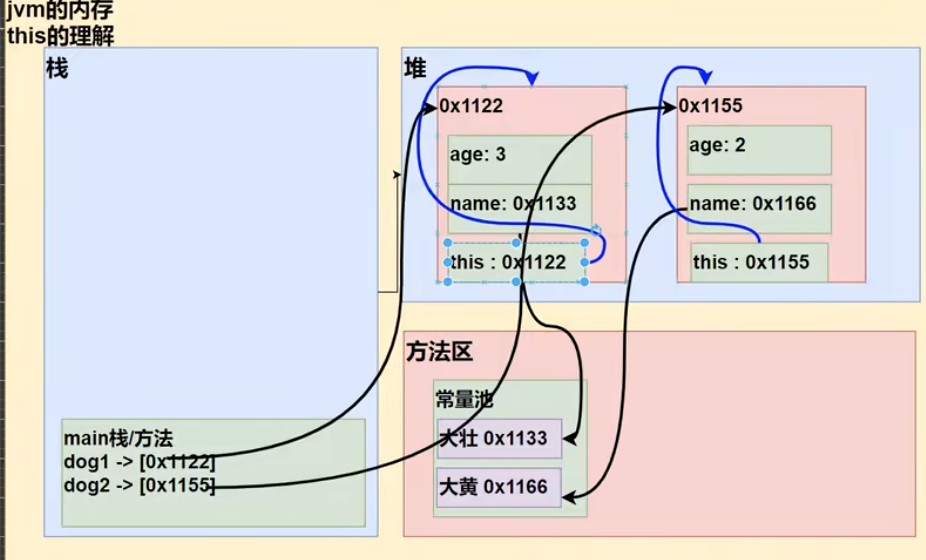 jvm的内存
this的理解
栈
main栈/方法
dog1 -> [0x1122]
dog2 -> [0x1155]
堆
0x1122
age: 3
name: 0x1133
this : 0x1122
0x1155
age: 2
name: 0x1166
this : 0x1155
方法区
常量池
大壮 0x1133
大黄 0x1166